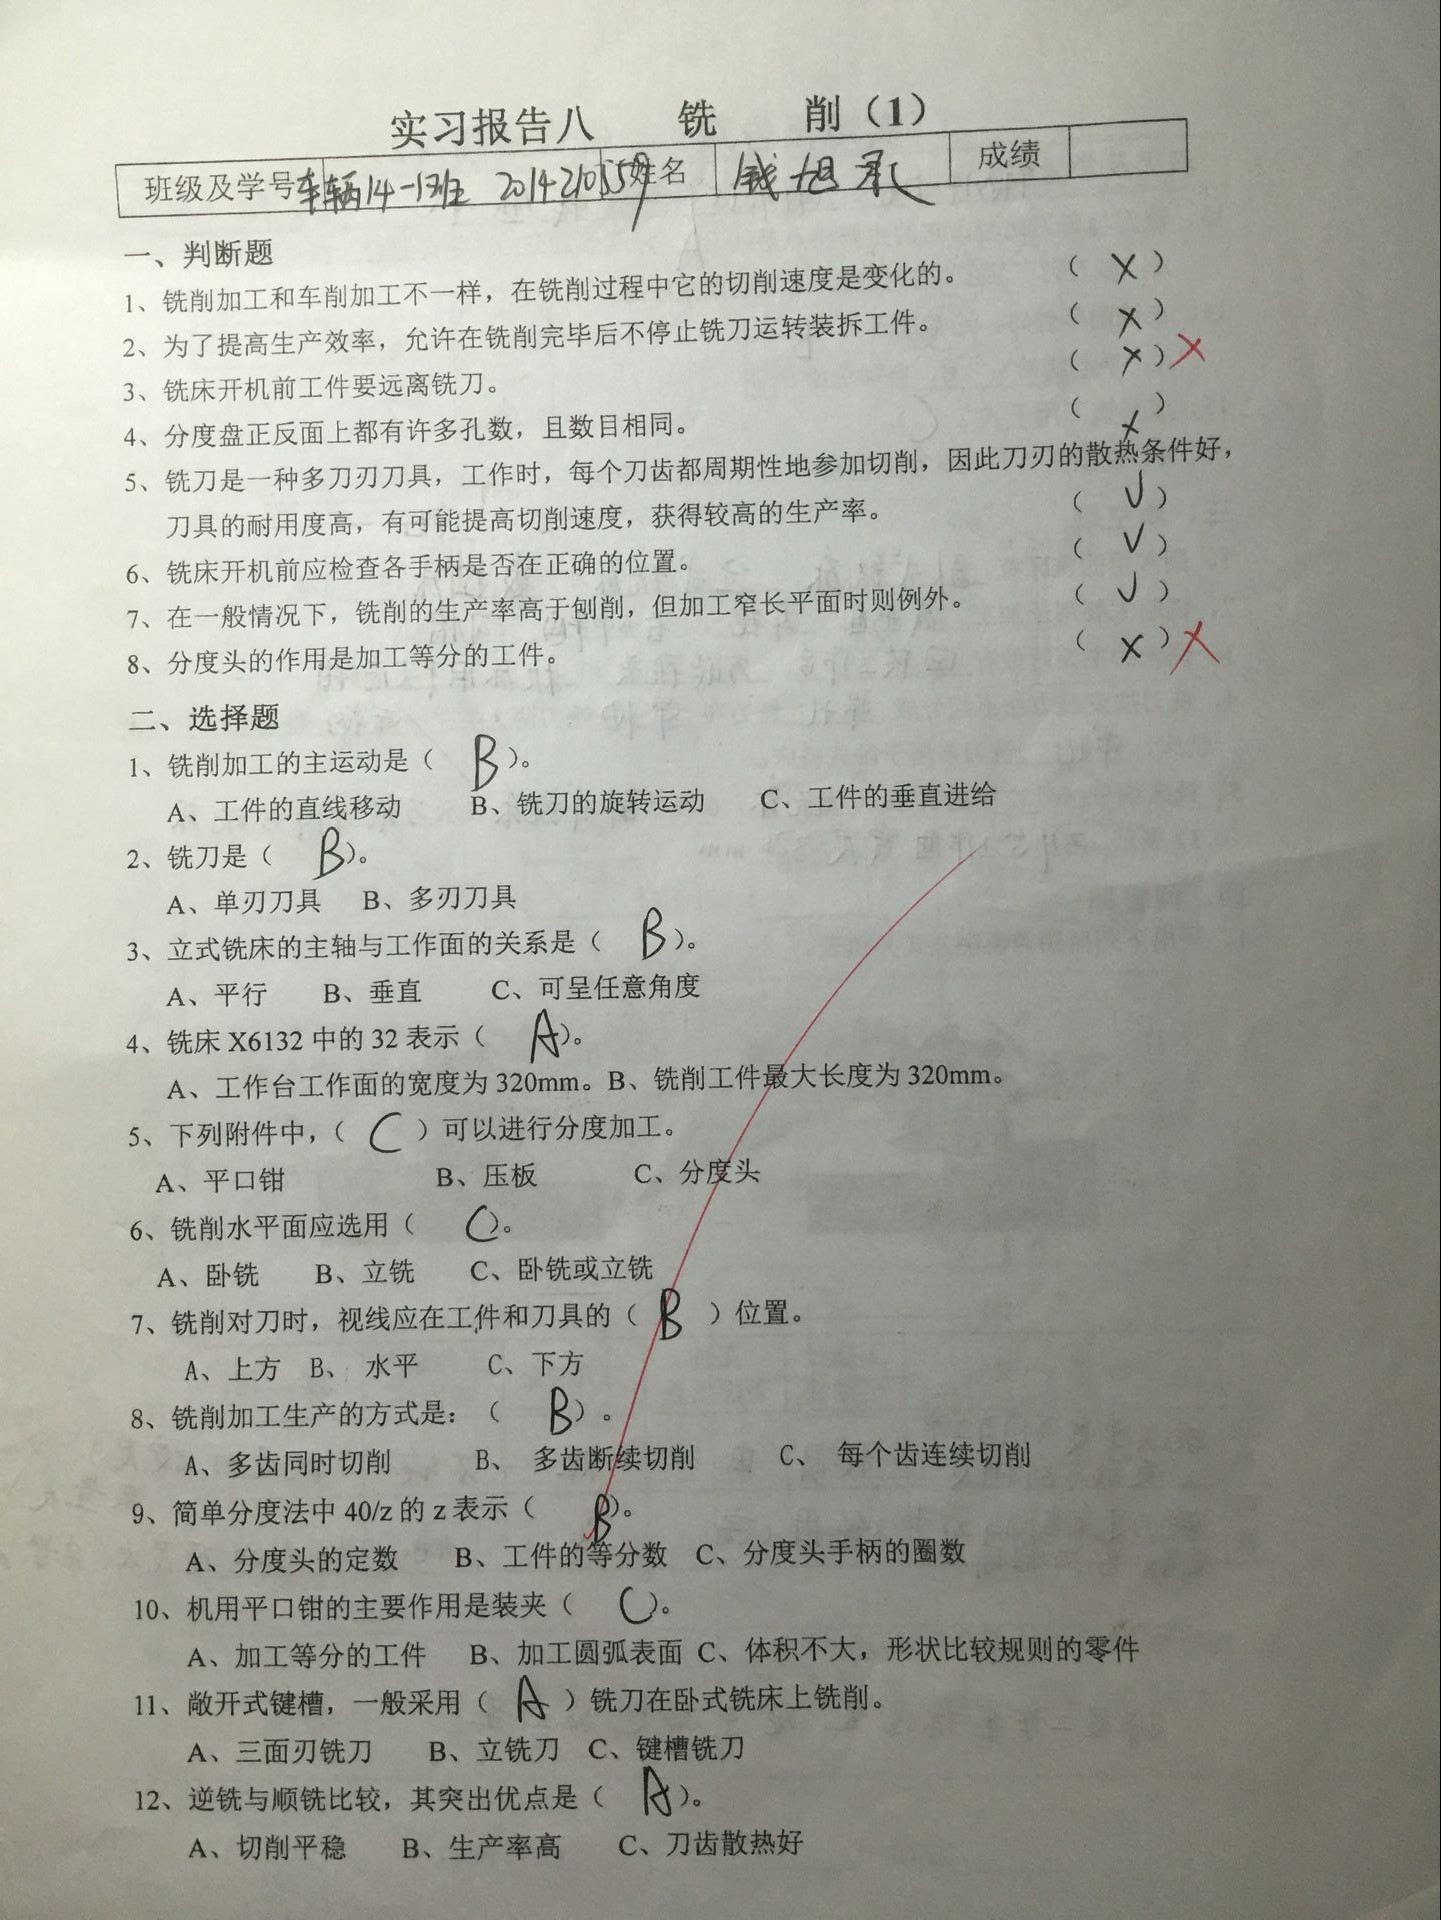 实习报告八 铣 削（1）
班级及学号 车辆14-1班 2014210559 姓名 钱旭承 成绩
一、判断题
1、铣削加工和车削加工不一样，在铣削过程中它的切削速度是变化的。 （ × ）
2、为了提高生产效率，允许在铣削完毕后不停止铣刀运转装拆工件。 （ × ）
3、铣床开机前工件要远离铣刀。 （ × ）×
4、分度盘正反面上都有许多孔数，且数目相同。 （ × ）
5、铣刀是一种多刀刃刀具，工作时，每个刀齿都周期性地参加切削，因此刀刃的散热条件好，
刀具的耐用度高，有可能提高切削速度，获得较高的生产率。 （ √ ）
6、铣床开机前应检查各手柄是否在正确的位置。 （ √ ）
7、在一般情况下，铣削的生产率高于刨削，但加工窄长平面时则例外。 （ √ ）
8、分度头的作用是加工等分的工件。 （ × ）×
二、选择题
1、铣削加工的主运动是（ B ）。
A、工件的直线移动 B、铣刀的旋转运动 C、工件的垂直进给
2、铣刀是（ B ）。
A、单刃刀具 B、多刃刀具
3、立式铣床的主轴与工作面的关系是（ B ）。
A、平行 B、垂直 C、可呈任意角度
4、铣床 X6132 中的 32 表示（ A ）。
A、工作台工作面的宽度为 320mm。B、铣削工件最大长度为 320mm。
5、下列附件中，（ C ）可以进行分度加工。
A、平口钳 B、压板 C、分度头
6、铣削水平面应选用（ C ）。
A、卧铣 B、立铣 C、卧铣或立铣
7、铣削对刀时，视线应在工件和刀具的（ B ）位置。
A、上方 B、 水平 C、下方
8、铣削加工生产的方式是：（ B ）。
A、多齿同时切削 B、 多齿断续切削 C、 每个齿连续切削
9、简单分度法中 40/z 的 z 表示（ B ）。
A、分度头的定数 B、工件的等分数 C、分度头手柄的圈数
10、机用平口钳的主要作用是装夹（ C ）。
A、加工等分的工件 B、加工圆弧表面 C、体积不大，形状比较规则的零件
11、敞开式键槽，一般采用（ A ）铣刀在卧式铣床上铣削。
A、三面刃铣刀 B、立铣刀 C、键槽铣刀
12、逆铣与顺铣比较，其突出优点是（ A ）。
A、切削平稳 B、生产率高 C、刀齿散热好